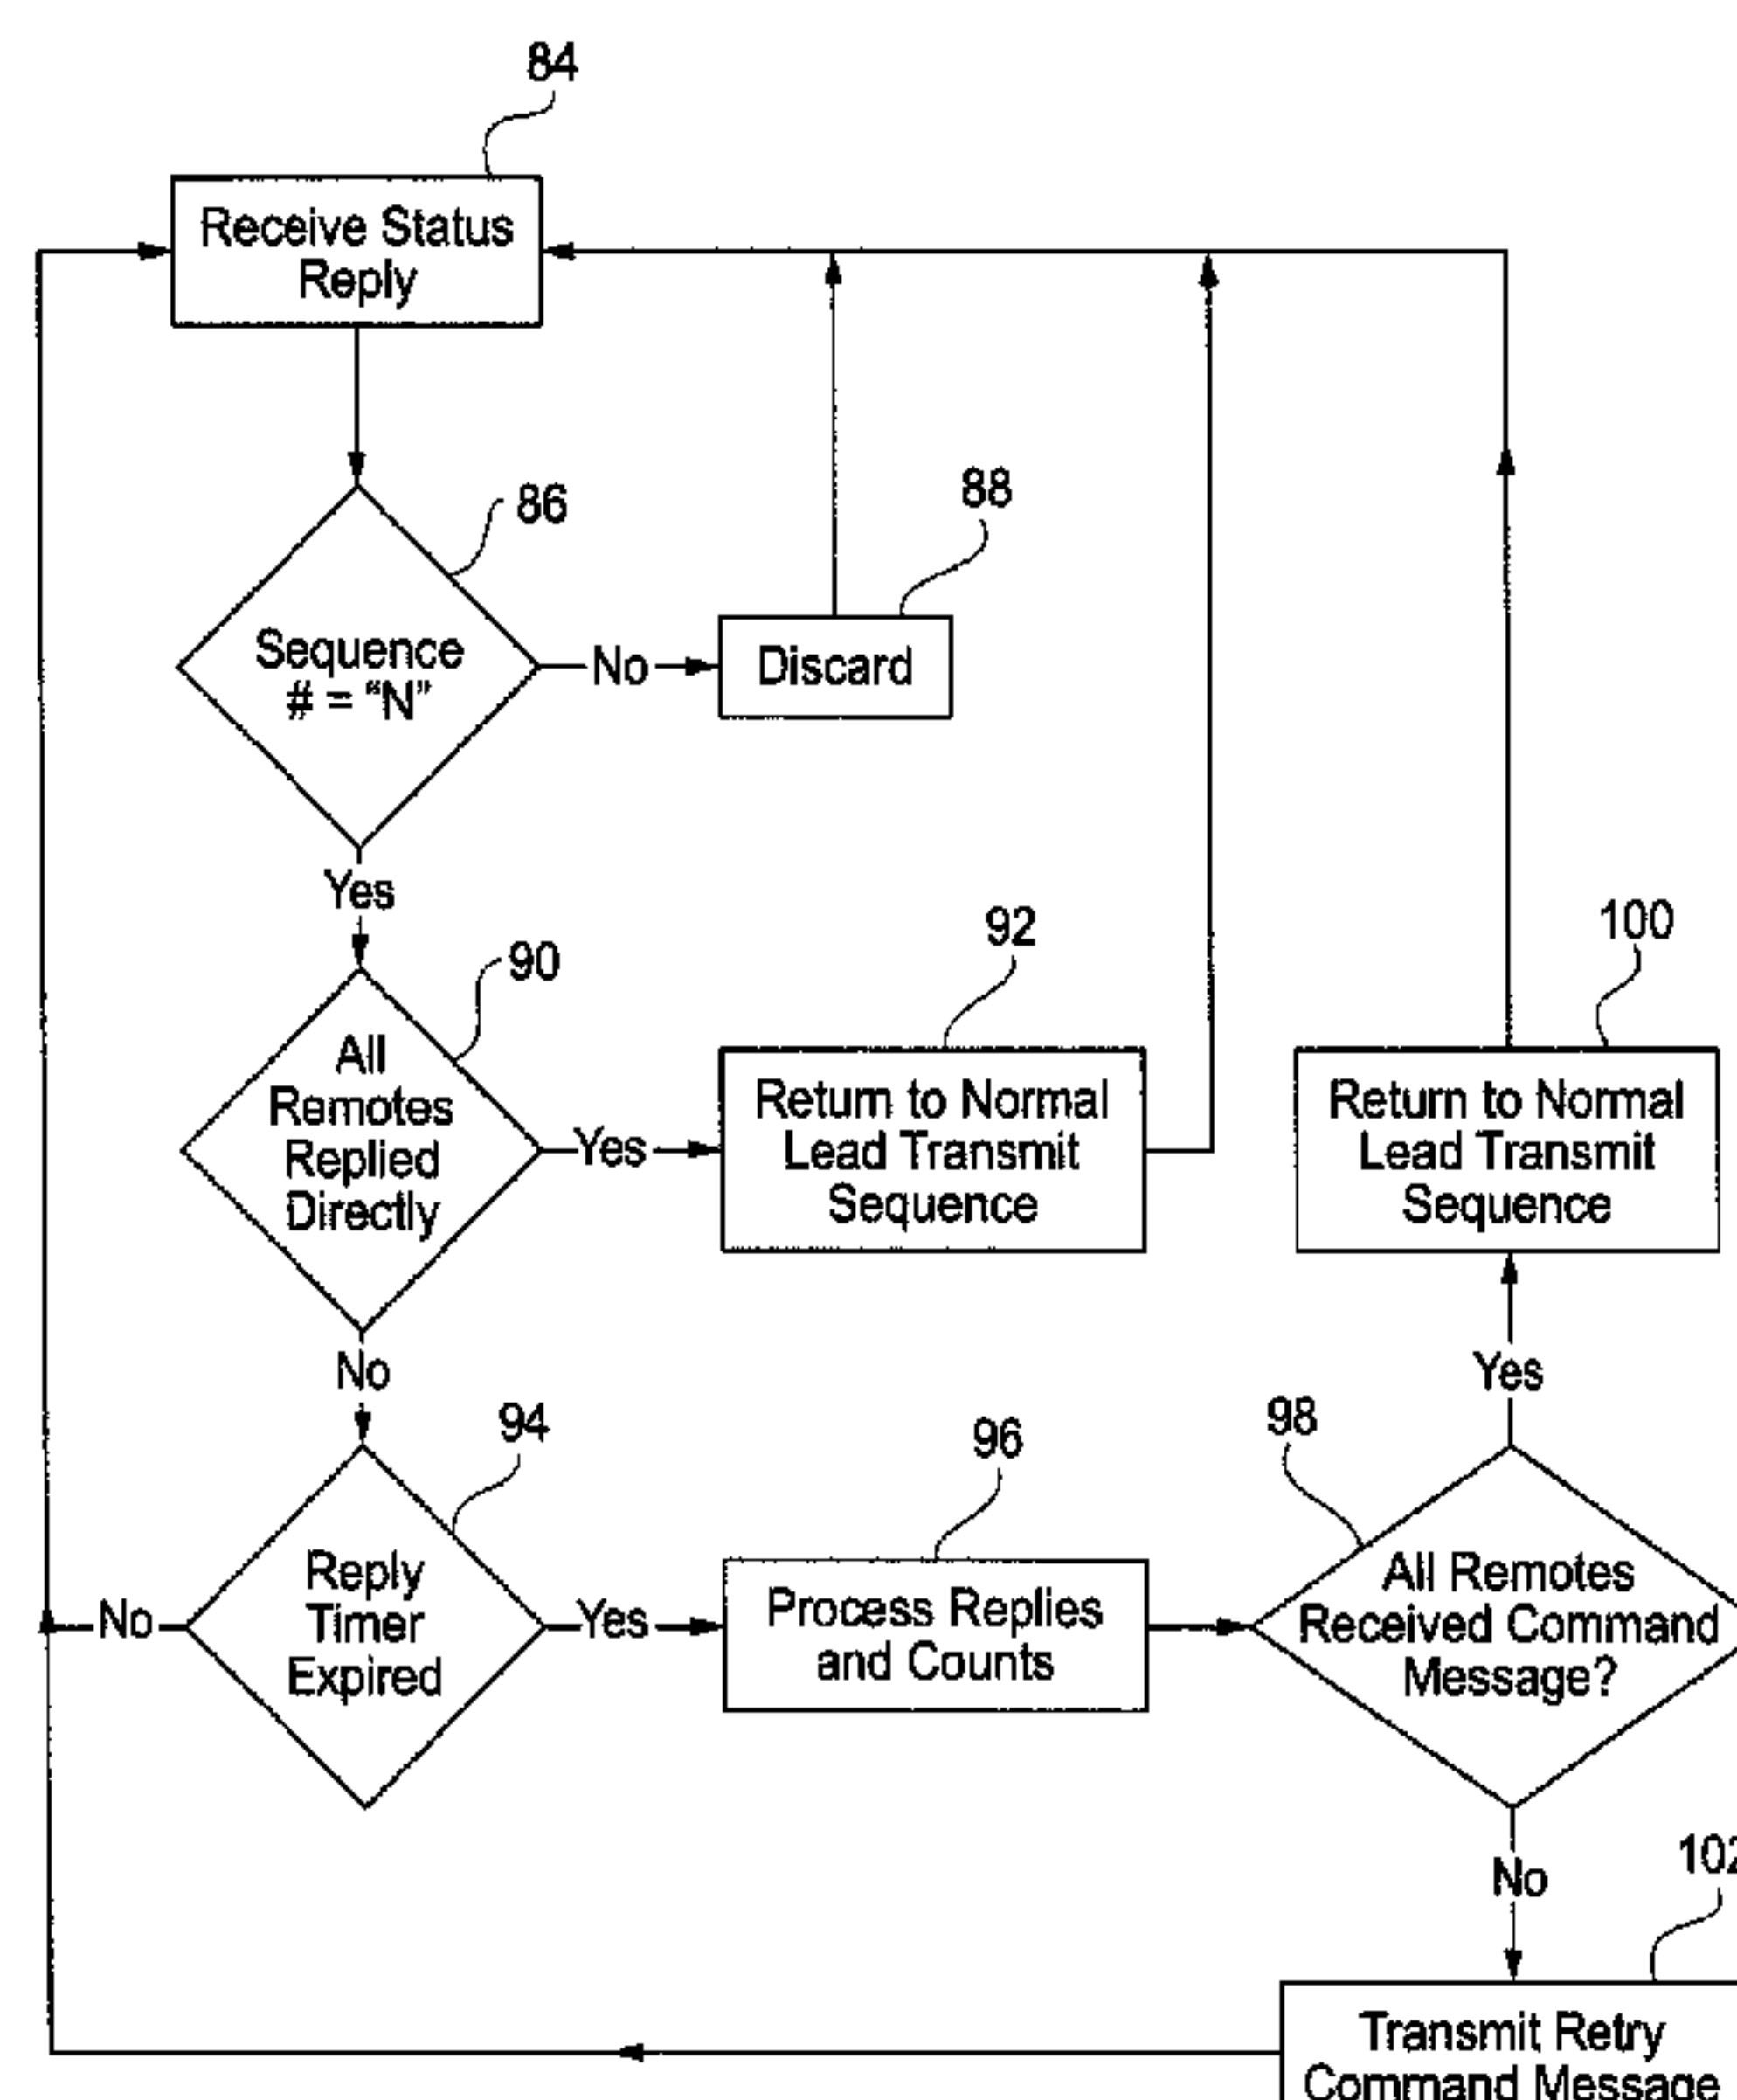 84
Receive Status
Reply
86
Sequence
# = “N”
No
88
Discard
Yes
90
All
Remotes
Replied
Directly
Yes
92
Return to Normal
Lead Transmit
Sequence
100
Return to Normal
Lead Transmit
Sequence
No
94
Reply
Timer
Expired
No
Yes
96
Process Replies
and Counts
98
All Remotes
Received Command
Message?
Yes
No
102
Transmit Retry
Command Message